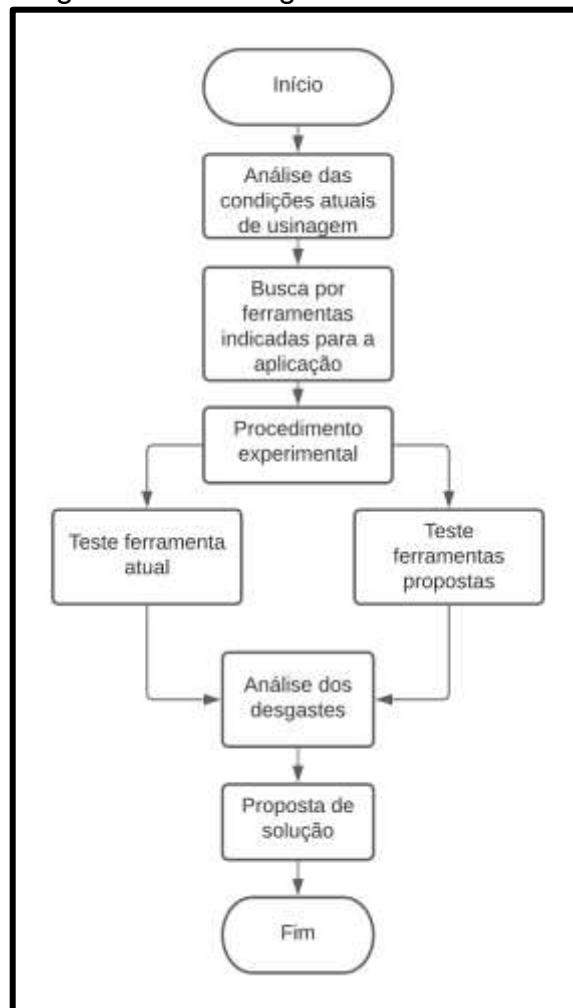 Início
Análise das
condições atuais
de usinagem
Busca por
ferramentas
indicadas para a
aplicação
Procedimento
experimental
Teste ferramenta
atual
Teste
ferramentas
propostas
Análise dos
desgastes
Proposta de
solução
Fim